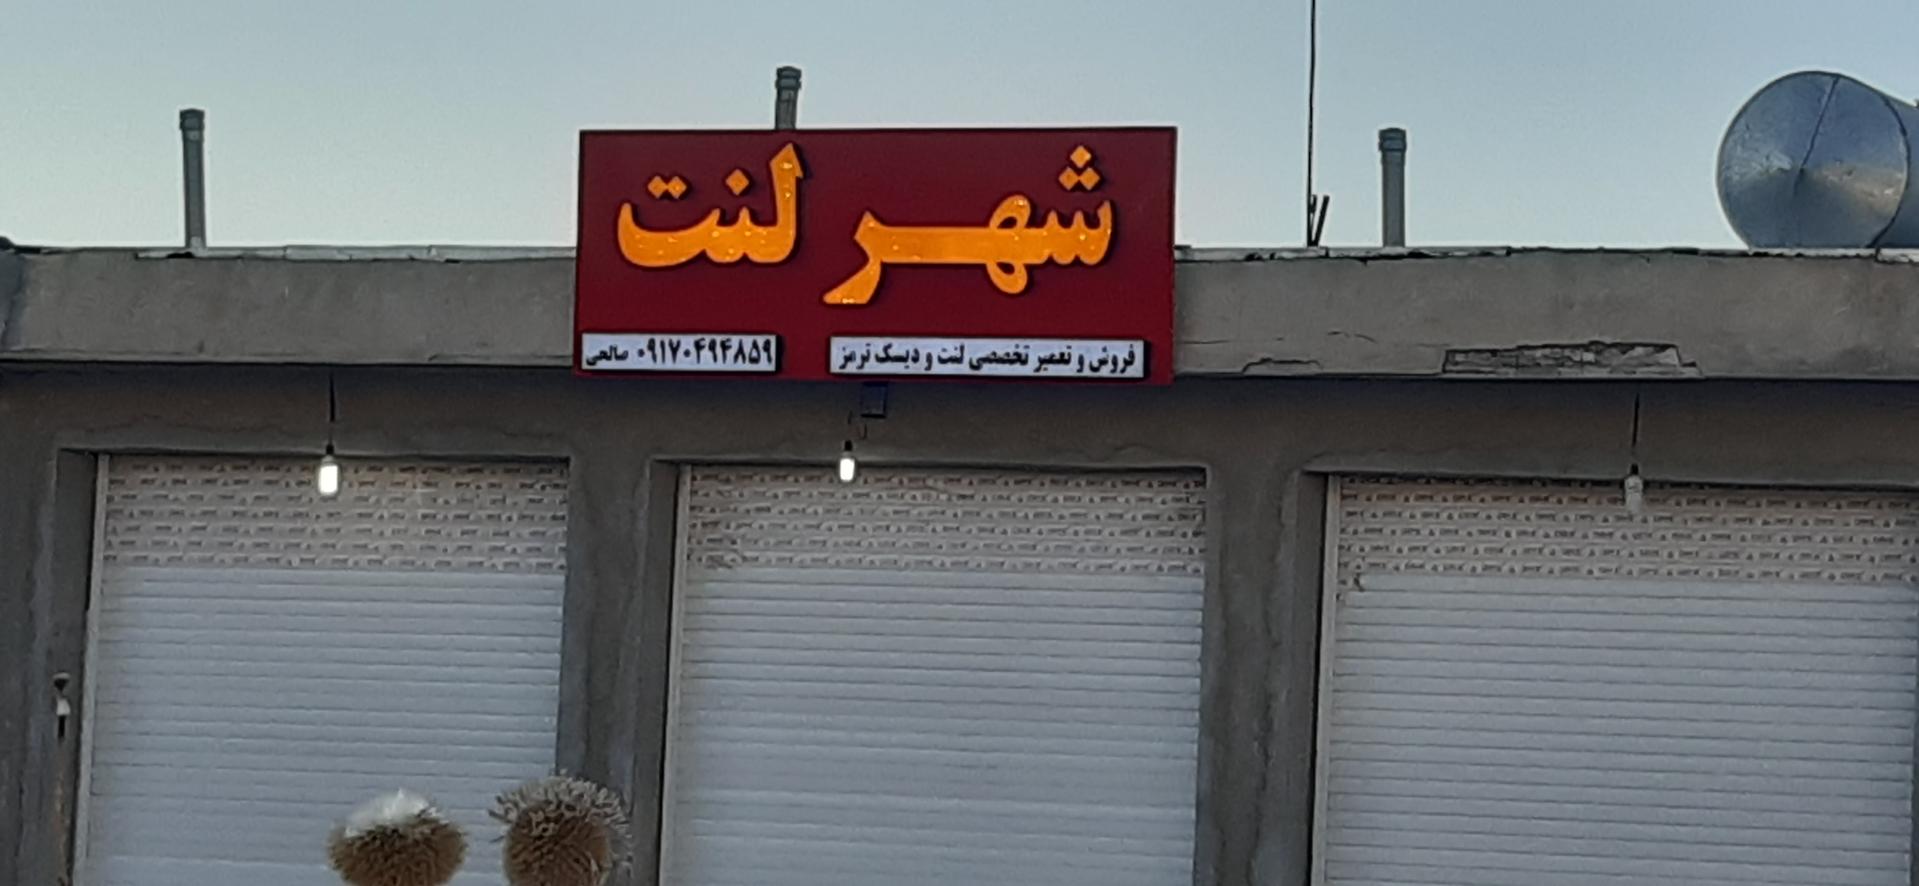 شهر لنت
فروش و تعمیر تخصصی لنت و دیسک ترمز
۰۹۱۷۰۴۹۴۸۵۹ صالحی